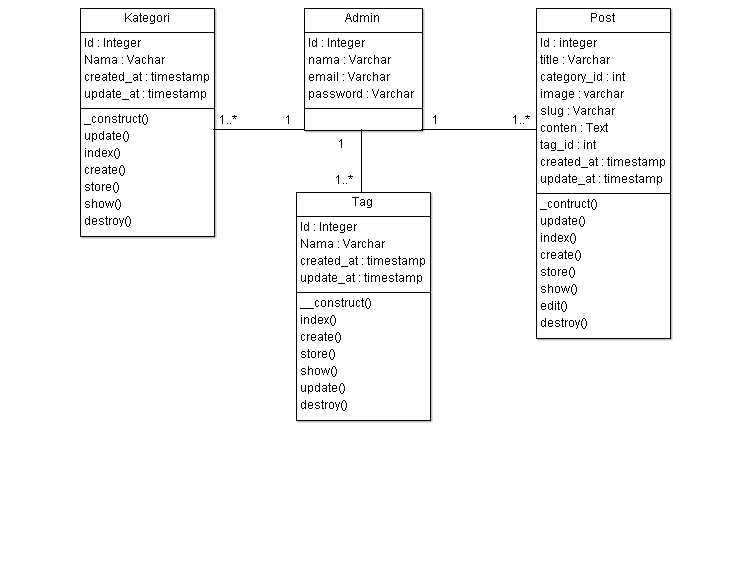 Kategori
Id : Integer
Nama : Vachar
created_at : timestamp
update_at : timestamp
_construct()
update()
index()
create()
store()
show()
destroy()
1..*
1
Admin
Id : Integer
nama : Varchar
email : Varchar
password : Varchar
1
1..*
1
1..*
Tag
Id : Integer
Nama : Varchar
created_at : timestamp
update_at : timestamp
__construct()
index()
create()
store()
show()
update()
destroy()
Post
Id : integer
title : Varchar
category_id : int
image : varchar
slug : Varchar
conten : Text
tag_id : int
created_at : timestamp
update_at : timestamp
_contruct()
update()
index()
create()
store()
show()
edit()
destroy()